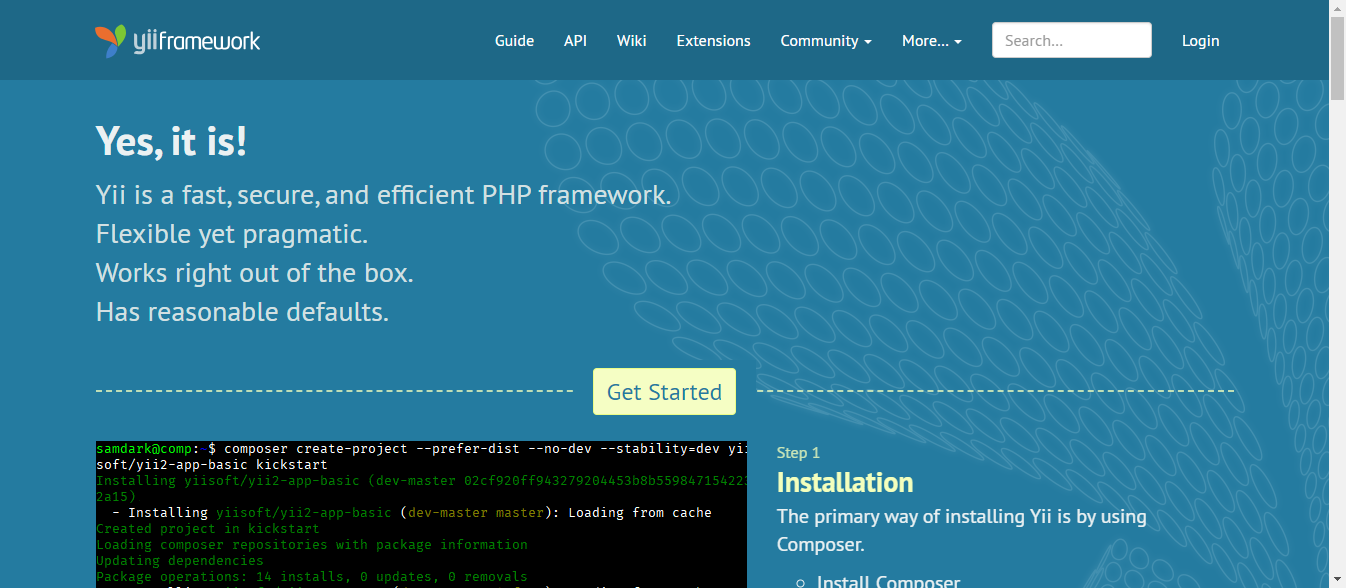 yiiframework
Guide API Wiki Extensions Community More... Search... Login
Yes, it is!
Yii is a fast, secure, and efficient PHP framework.
Flexible yet pragmatic.
Works right out of the box.
Has reasonable defaults.
Get Started
samdark@comp:~$ composer create-project --prefer-dist --no-dev --stability=dev yii
soft/yii2-app-basic kickstart
Installing yiisoft/yii2-app-basic (dev-master 02cf920ff943279204453b8b559847154223
2a15)
- Installing yiisoft/yii2-app-basic (dev-master master): Loading from cache
Created project in kickstart
Loading composer repositories with package information
Updating dependencies
Package operations: 14 installs, 0 updates, 0 removals
Step 1
Installation
The primary way of installing Yii is by using
Composer.
Install Composer